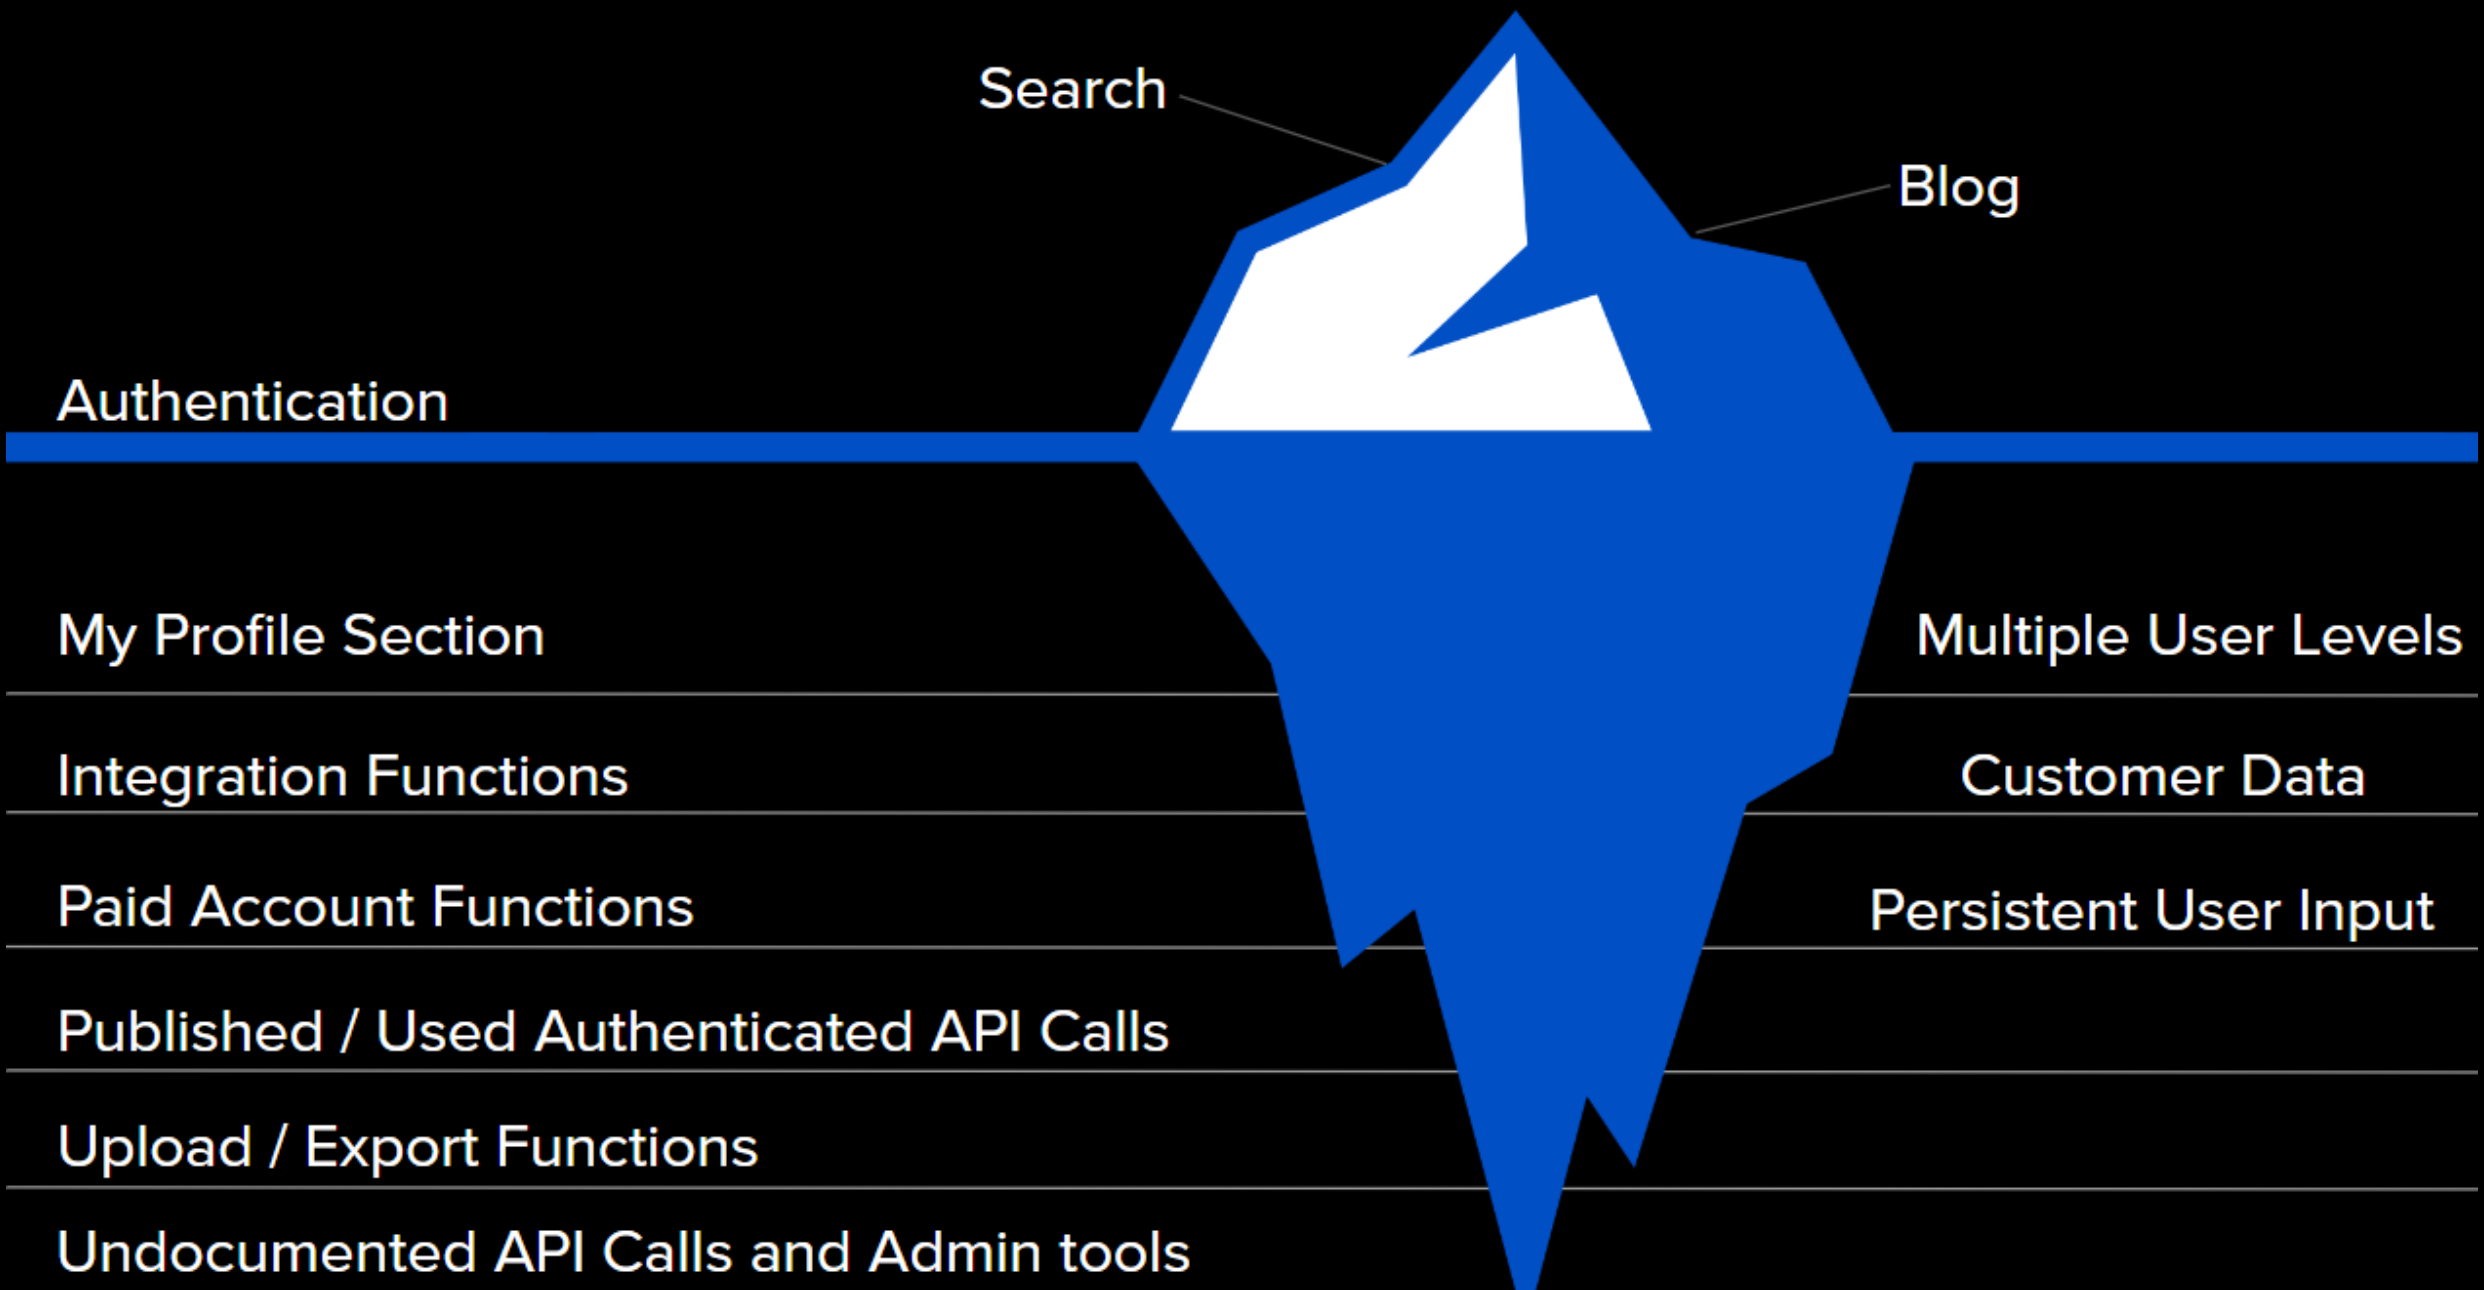 Search
Blog
Authentication
My Profile Section
Multiple User Levels
Integration Functions
Customer Data
Paid Account Functions
Persistent User Input
Published / Used Authenticated API Calls
Upload / Export Functions
Undocumented API Calls and Admin tools